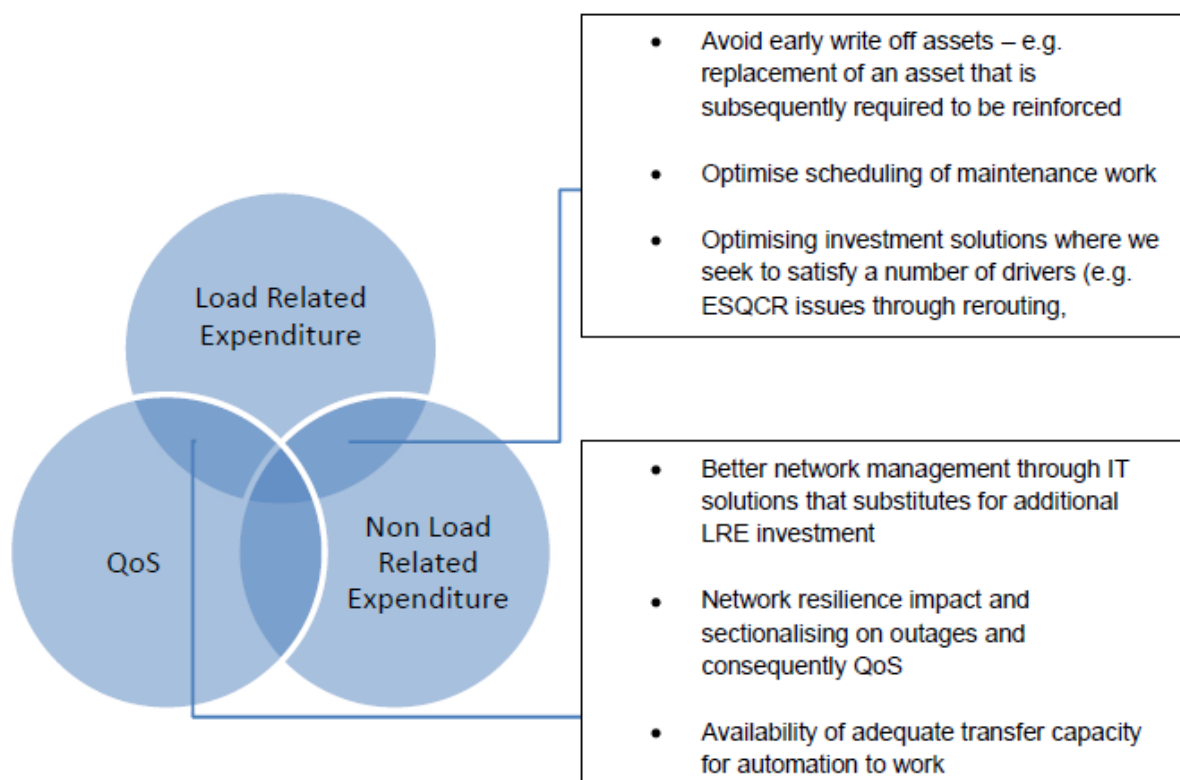 Load Related
Expenditure
QoS
Non Load
Related
Expenditure
• Avoid early write off assets – e.g.
replacement of an asset that is
subsequently required to be reinforced
• Optimise scheduling of maintenance work
• Optimising investment solutions where we
seek to satisfy a number of drivers (e.g.
ESQCR issues through rerouting,
• Better network management through IT
solutions that substitutes for additional
LRE investment
• Network resilience impact and
sectionalising on outages and
consequently QoS
• Availability of adequate transfer capacity
for automation to work